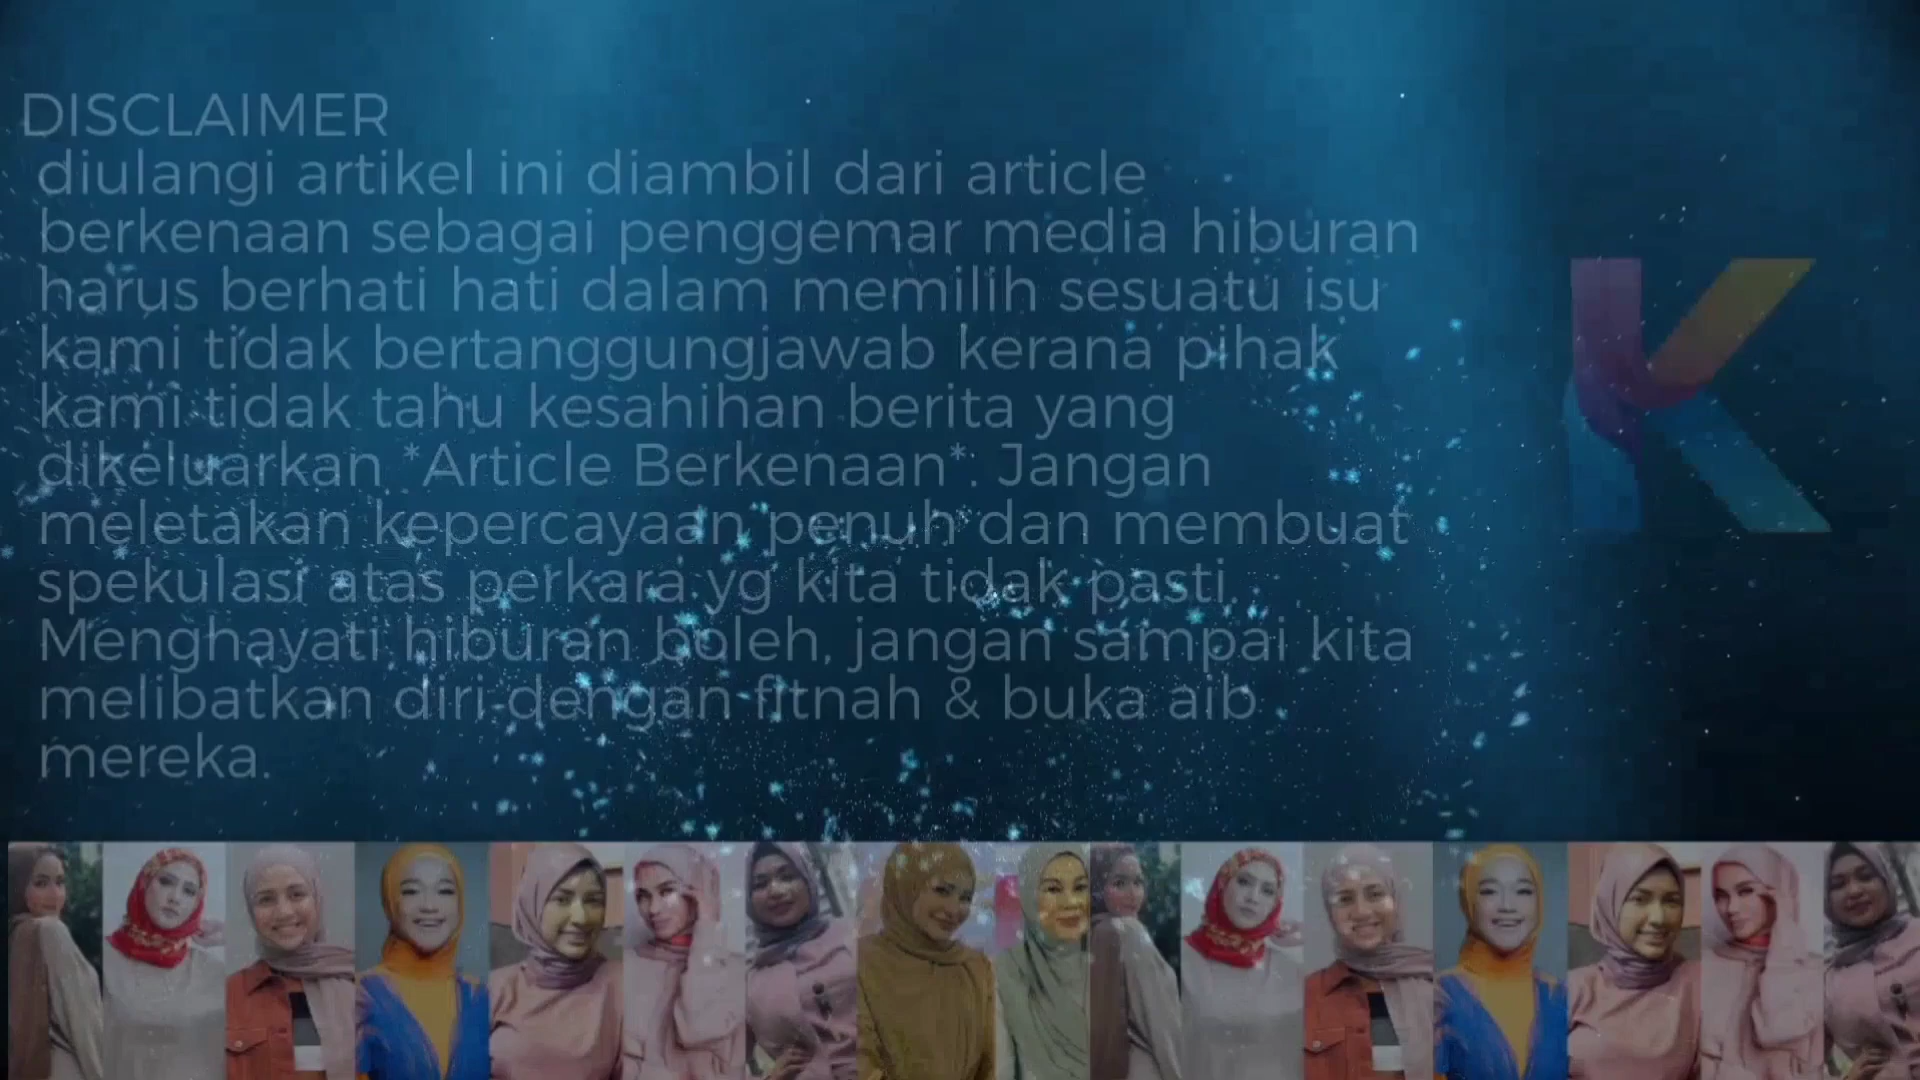 DISCLAIMER
diulangi artikel ini diambil dari article
berkenaan sebagai penggemar media hiburan
harus berhati hati dalam memilih sesuatu isu
kami tidak bertanggungjawab kerana pihak
kami tidak tahu kesahihan berita yang
dikeluarkan *Article Berkenaan*. Jangan
meletakan kepercayaan penuh dan membuat
spekulasi atas perkara yg kita tidak pasti.
Menghayati hiburan boleh, jangan sampai kita
melibatkan diri dengan fitnah & buka aib
mereka.
K